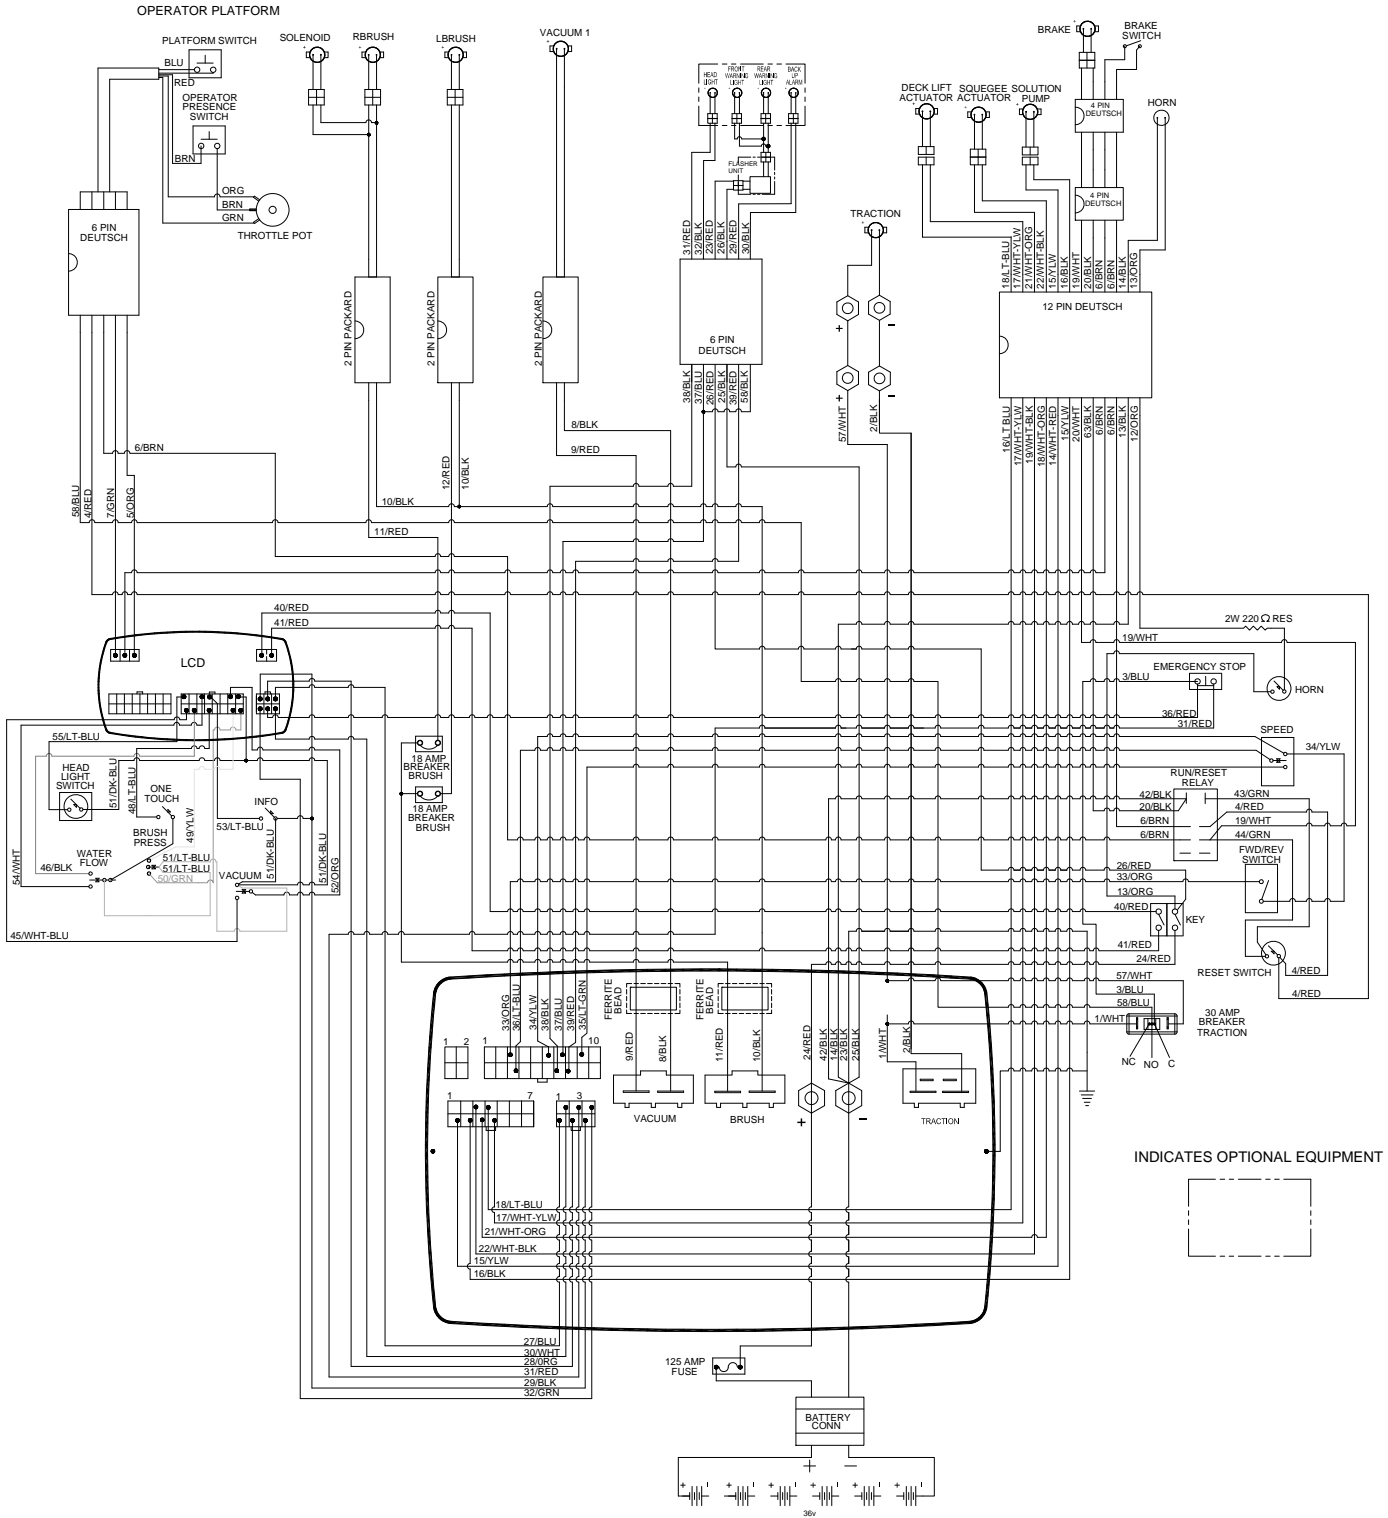 OPERATOR PLATFORM
PLATFORM SWITCH
BLU
RED
OPERATOR
PRESENCE
SWITCH
BRN
ORG
BRN
GRN
THROTTLE POT
6 PIN
DEUTSCH
SOLENOID
RBRUSH
LBRUSH
VACUUM 1
2 PIN PACKARD
2 PIN PACKARD
2 PIN PACKARD
HEAD
LIGHT
FRONT
WARNING
LIGHT
REAR
WARNING
LIGHT
BACK
UP
ALARM
FLASHER
UNIT
31/RED
32/BLK
23/RED
26/BLK
29/RED
30/BLK
6 PIN
DEUTSCH
38/BLK
37/BLU
26/RED
25/BLK
39/RED
58/BLK
TRACTION
+
-
+
-
57/WHT
2/BLK
DECK LIFT
ACTUATOR
SQUEGEE
ACTUATOR
SOLUTION
PUMP
BRAKE
BRAKE
SWITCH
4 PIN
DEUTSCH
4 PIN
DEUTSCH
HORN
18/LT-BLU
17/WHT-YLW
21/WHT-ORG
22/WHT-BLK
15/YLW
16/BLK
19/WHT
20/BLK
6/BRN
6/BRN
14/BLK
13/ORG
12 PIN DEUTSCH
16/LT BLU
17/WHT-YLW
19/WHT-BLK
18/WHT-ORG
14/WHT-RED
15/YLW
20/WHT
63/BLK
6/BRN
6/BRN
13/BLK
12/ORG
8/BLK
9/RED
6/BRN
12/RED
10/BLK
10/BLK
11/RED
58/BLU
4/RED
7/GRN
5/ORG
40/RED
41/RED
LCD
2W 220 Ω RES
19/WHT
EMERGENCY STOP
3/BLU
HORN
36/RED
31/RED
SPEED
34/YLW
RUN/RESET
RELAY
42/BLK
20/BLK
6/BRN
6/BRN
43/GRN
4/RED
19/WHT
44/GRN
FWD/REV
SWITCH
26/RED
33/ORG
13/ORG
40/RED
KEY
41/RED
24/RED
RESET SWITCH
4/RED
4/RED
57/WHT
3/BLU
58/BLU
1/WHT
30 AMP
BREAKER
TRACTION
NC
NO
C
55/LT-BLU
HEAD
LIGHT
SWITCH
51/DK-BLU
48/LT-BLU
ONE
TOUCH
BRUSH
PRESS
49/YLW
INFO
53/LT-BLU
51/DK-BLU
51/DK-BLU
52/ORG
54/WHT
46/BLK
WATER
FLOW
51/LT-BLU
51/LT-BLU
50/GRN
VACUUM
45/WHT-BLU
18 AMP
BREAKER
BRUSH
18 AMP
BREAKER
BRUSH
33/ORG
36/LT-BLU
34/YLW
38/BLK
37/BLU
39/RED
35/LT-GRN
FERRITE
BEAD
FERRITE
BEAD
9/RED
8/BLK
11/RED
10/BLK
24/RED
42/BLK
14/BLK
23/BLK
25/BLK
1/WHT
2/BLK
1
2
1
10
1
7
1
3
VACUUM
BRUSH
+
-
TRACTION
18/LT-BLU
17/WHT-YLW
21/WHT-ORG
22/WHT-BLK
15/YLW
16/BLK
27/BLU
30/WHT
28/ORG
31/RED
29/BLK
32/GRN
INDICATES OPTIONAL EQUIPMENT
125 AMP
FUSE
BATTERY
CONN
+
-
36v